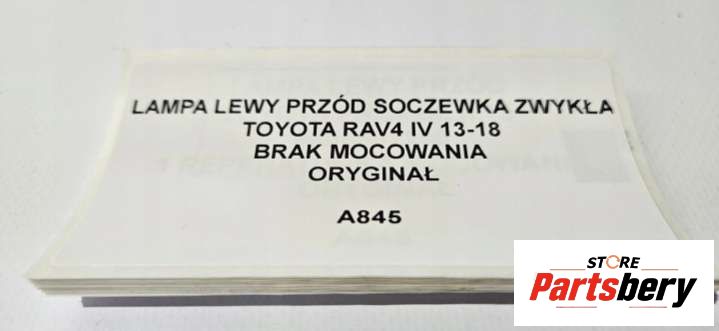 LAMPA LEWY PRZÓD SOCZEWKA ZWYKŁA
TOYOTA RAV4 IV 13-18
BRAK MOCOWANIA
ORYGINAŁ
A845
STORE
Partsbery